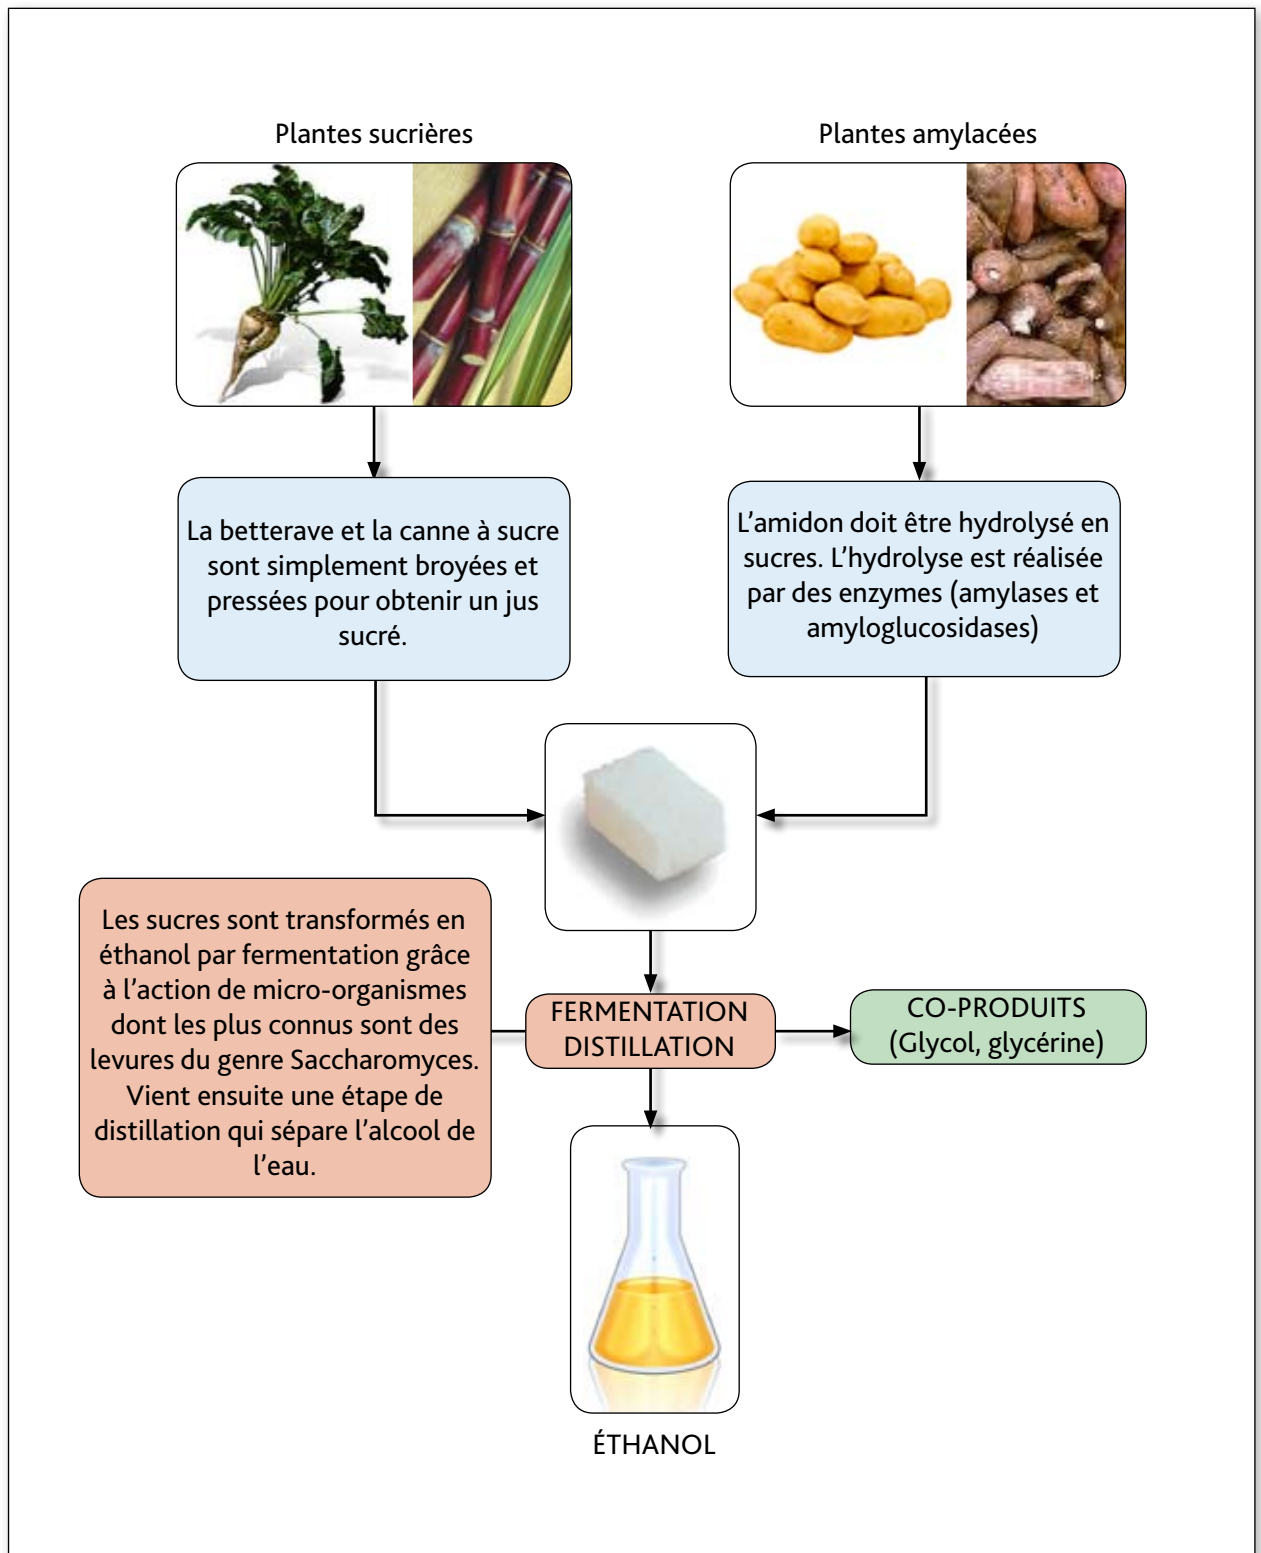 Plantes sucrières
Plantes amylacées
La betterave et la canne à sucre
sont simplement broyées et
pressées pour obtenir un jus
sucré.
L’amidon doit être hydrolysé en
sucres. L’hydrolyse est réalisée
par des enzymes (amylases et
amyloglucosidases)
Les sucres sont transformés en
éthanol par fermentation grâce
à l’action de micro-organismes
dont les plus connus sont des
levures du genre Saccharomyces.
Vient ensuite une étape de
distillation qui sépare l’alcool de
l’eau.
FERMENTATION
DISTILLATION
CO-PRODUITS
(Glycol, glycérine)
ÉTHANOL